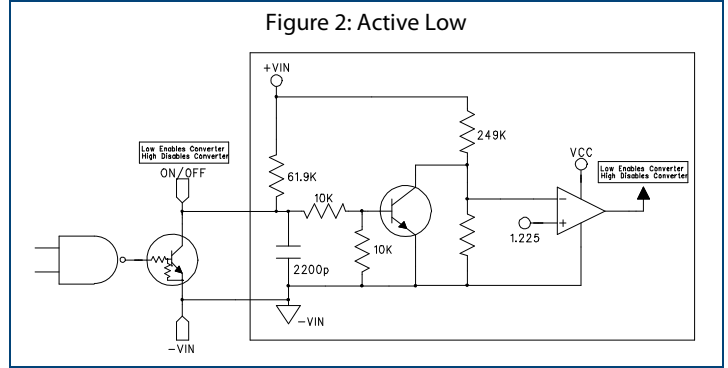 Figure 2: Active Low
+VIN
249K
Low Enables Converter
High Disables Converter
ON/OFF
VCC
Low Enables Converter
High Disables Converter
61.9K
10K
−
+
1.225
10K
2200p
−VIN
−VIN